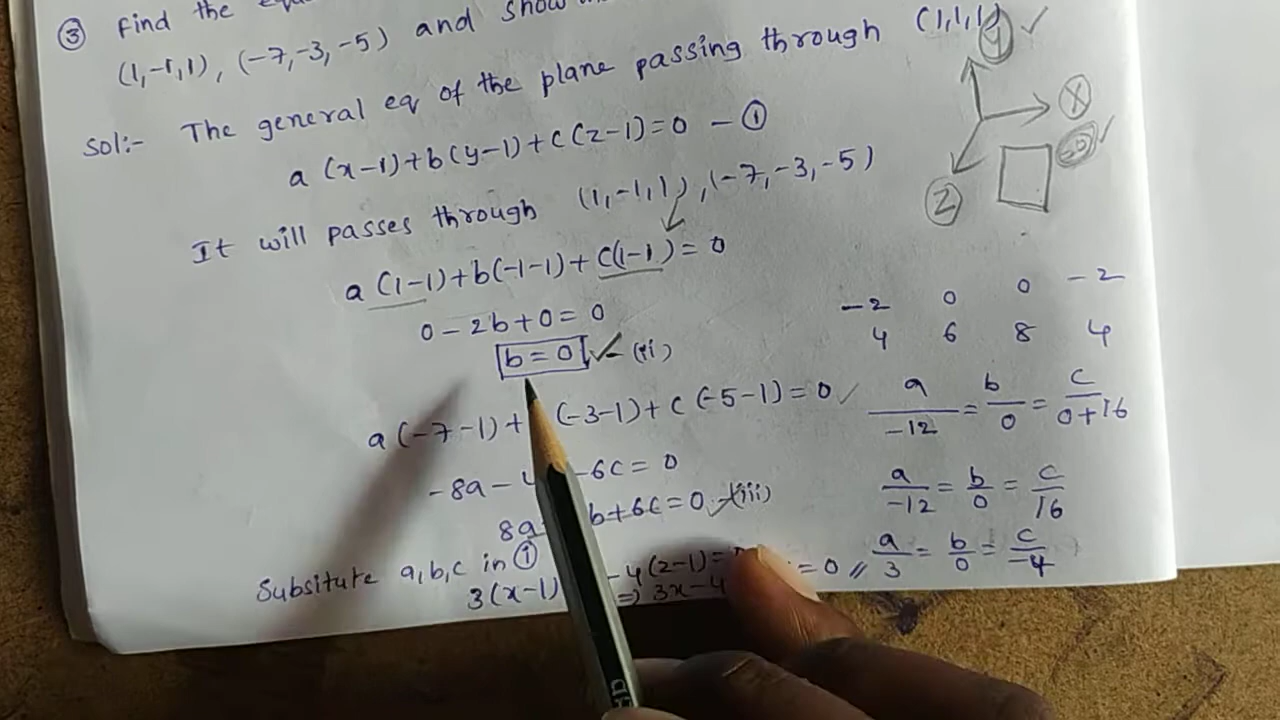 ③ Find the
(1,-1,1), (-7,-3,-5) and show
Sol:- The general eq of the plane passing through (1,1,1)
a (x-1)+b(y-1)+c(z-1)=0 - ①
It will passes through (1,-1,1), (-7,-3,-5)
a (1-1)+b(-1-1)+c(1-1)=0
0-2b+0=0
b=0 ✓ - (ii)
a(-7-1)+ (-3-1)+c(-5-1)=0 ✓
-8a- -6c=0
8a b+6c=0 (iii)
Subsiture a,b,c in ①
3(x-1) -4(z-1)= => 3x-4 =0 //
Y ✓
X
Z
✓
-2 0 0 -2
4 6 8 4
a/-12 = b/0 = c/0+16
a/-12 = b/0 = c/16
a/3 = b/0 = c/-4